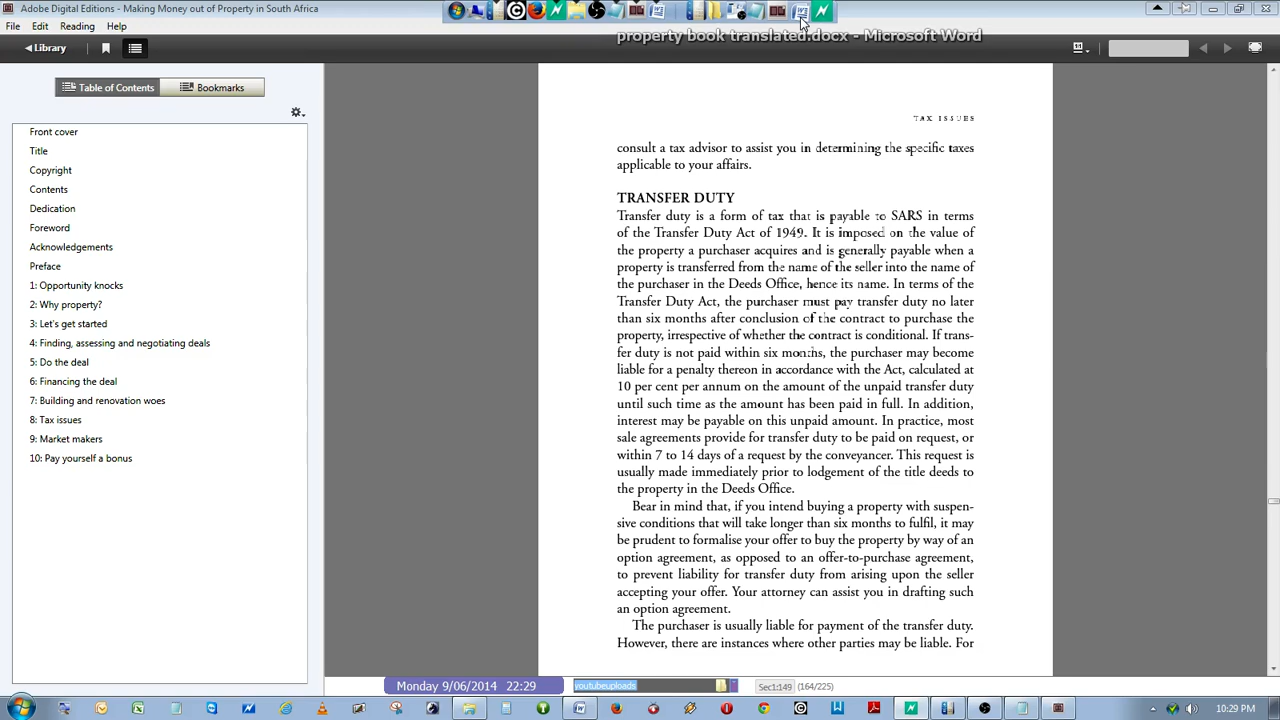 Digital Editions - Making Money out of Property in South Africa
property book translated.docx - Microsoft Word
File Edit Reading Help
Library
Table of Contents
Bookmarks
Front cover
Title
Copyright
Contents
Dedication
Foreword
Acknowledgements
Preface
1: Opportunity knocks
2: Why property?
3: Let's get started
4: Finding, assessing and negotiating deals
5: Do the deal
6: Financing the deal
7: Building and renovation woes
8: Tax issues
9: Market makers
10: Pay yourself a bonus
TAX ISSUES
consult a tax advisor to assist you in determining the specific taxes
applicable to your affairs.
TRANSFER DUTY
Transfer duty is a form of tax that is payable to SARS in terms
of the Transfer Duty Act of 1949. It is imposed on the value of
the property a purchaser acquires and is generally payable when a
property is transferred from the name of the seller into the name of
the purchaser in the Deeds Office, hence its name. In terms of the
Transfer Duty Act, the purchaser must pay transfer duty no later
than six months after conclusion of the contract to purchase the
property, irrespective of whether the contract is conditional. If trans-
fer duty is not paid within six months, the purchaser may become
liable for a penalty thereon in accordance with the Act, calculated at
10 per cent per annum on the amount of the unpaid transfer duty
until such time as the amount has been paid in full. In addition,
interest may be payable on this unpaid amount. In practice, most
sale agreements provide for transfer duty to be paid on request, or
within 7 to 14 days of a request by the conveyancer. This request is
usually made immediately prior to lodgement of the title deeds to
the property in the Deeds Office.
Bear in mind that, if you intend buying a property with suspen-
sive conditions that will take longer than six months to fulfil, it may
be prudent to formalise your offer to buy the property by way of an
option agreement, as opposed to an offer-to-purchase agreement,
to prevent liability for transfer duty from arising upon the seller
accepting your offer. Your attorney can assist you in drafting such
an option agreement.
The purchaser is usually liable for payment of the transfer duty.
However, there are instances where other parties may be liable. For
Monday 9/06/2014 22:29
youtubeuploads
Sec1:149
(164/225)
10:29 PM